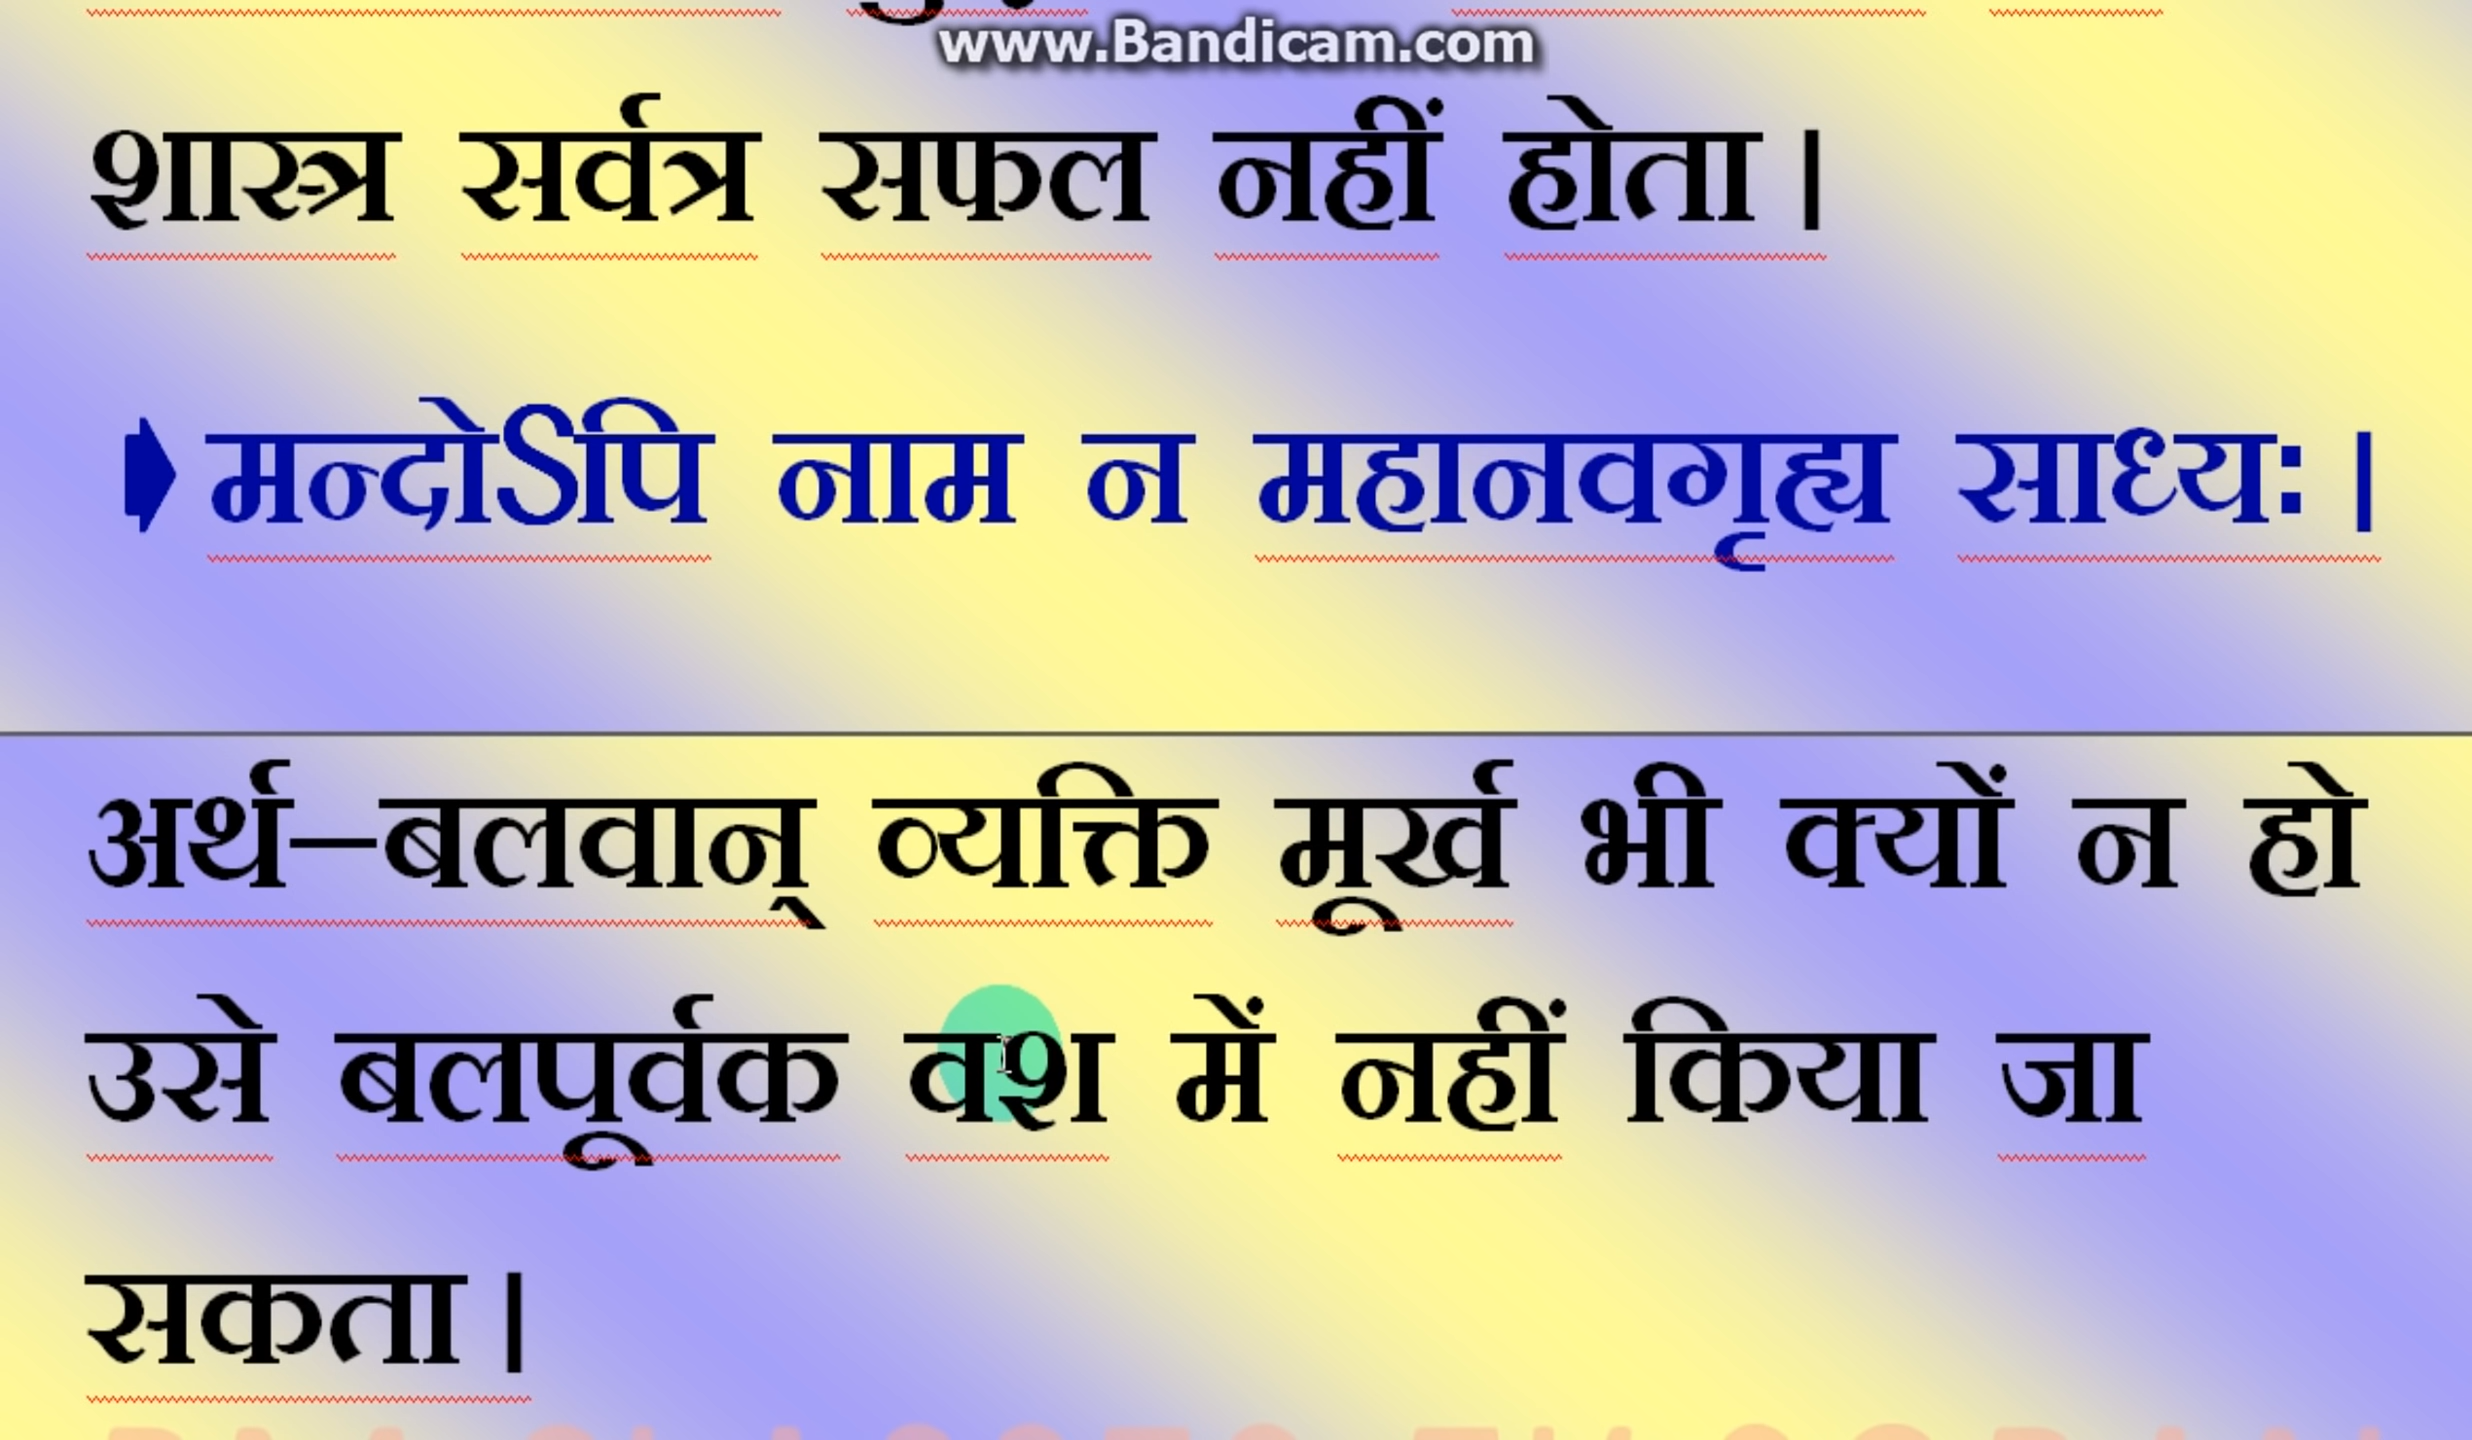 www.Bandicam.com
शास्त्र सर्वत्र सफल नहीं होता।
मन्दोऽपि नाम न महानवगृह्य साध्यः।
अर्थ–बलवान् व्यक्ति मूर्ख भी क्यों न हो
उसे बलपूर्वक वश में नहीं किया जा
सकता।